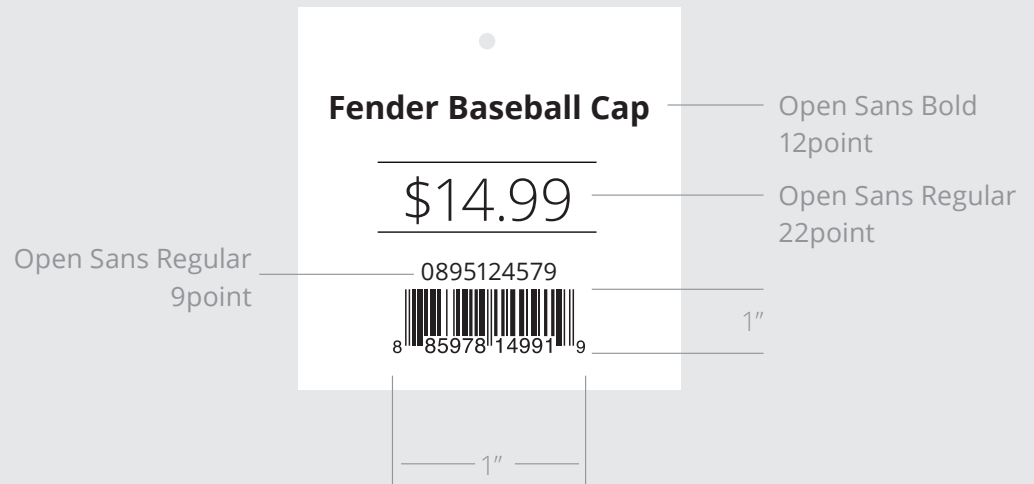 Fender Baseball Cap
Open Sans Bold
12point
$14.99
Open Sans Regular
22point
Open Sans Regular
9point
0895124579
1”
8 85978 14991 9
1”